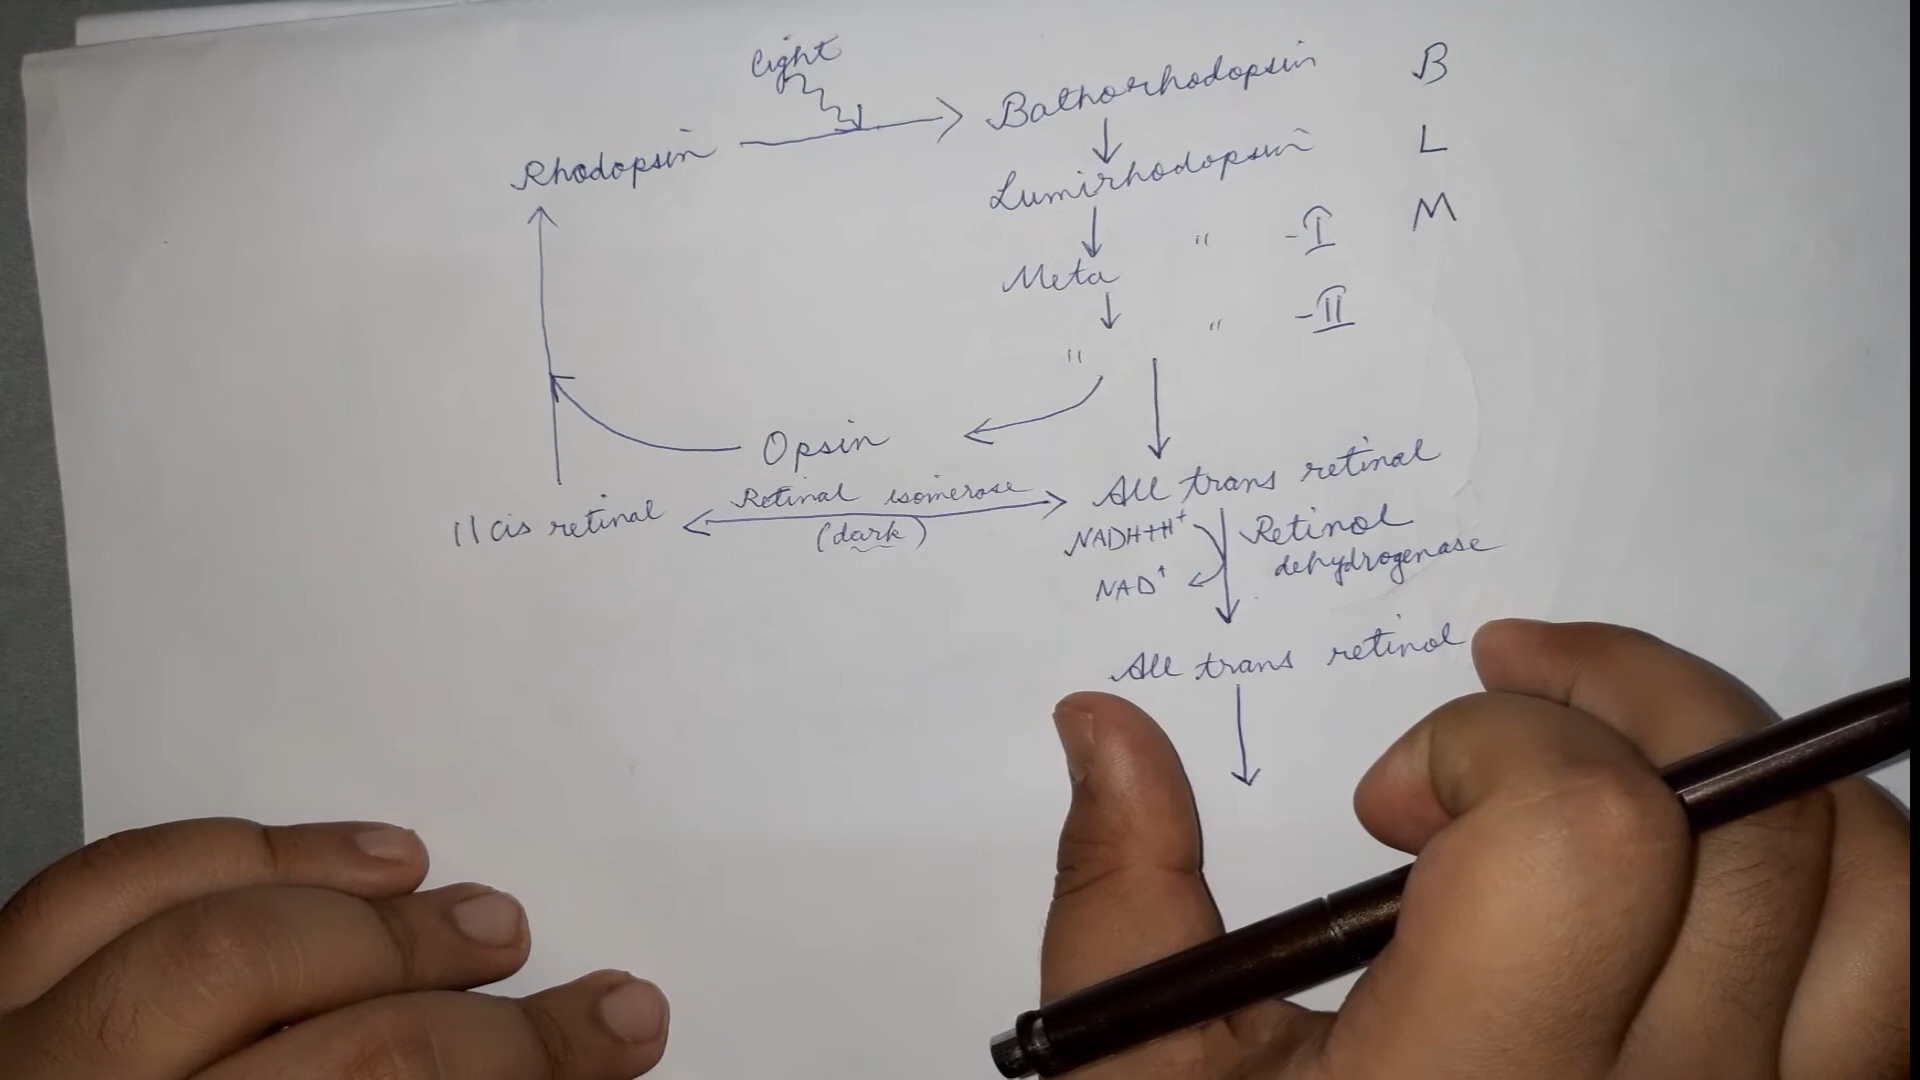 light
Bathorhodopsin B
Rhodopsin
Lumirhodopsin L
Meta " -I M
" " -II
Opsin
All trans retinal
11 cis retinal
Retinal isomerase
(dark)
NADH+H+
NAD+
Retinol
dehydrogenase
All trans retinol